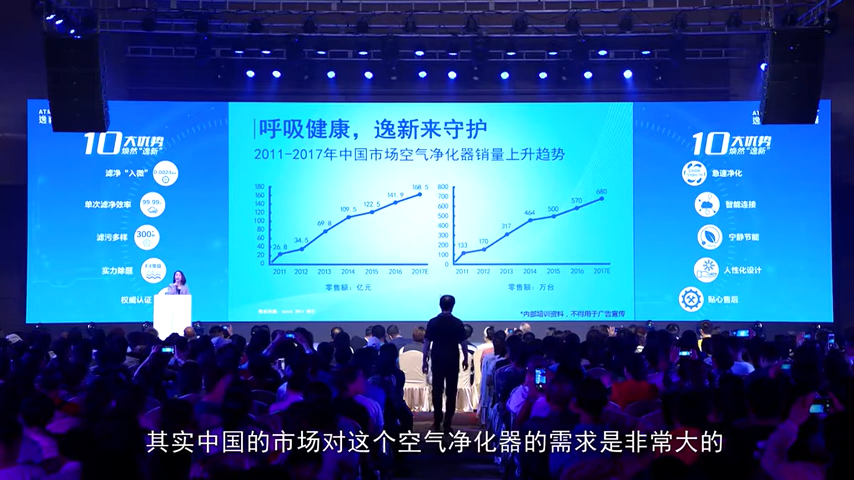 呼吸健康，逸新来守护
2011-2017年中国市场空气净化器销量上升趋势
180
160
140
120
100
80
60
40
20
0
26.8
34.5
69.8
109.5
122.5
141.9
168.5
2011 2012 2013 2014 2015 2016 2017E
零售额：亿元
800
700
600
500
400
300
200
100
0
133
170
317
464
500
570
680
2011 2012 2013 2014 2015 2016 2017E
零售额：万台
*内部培训资料，不得用于广告宣传
10大优势
焕然“逸新”
滤净“入微”
单次滤净效率
99.99%
滤污多样
300+
实力除醛
权威认证
10大优势
焕然“逸新”
急速净化
智能连接
宁静节能
人性化设计
贴心售后
其实中国的市场对这个空气净化器的需求是非常大的